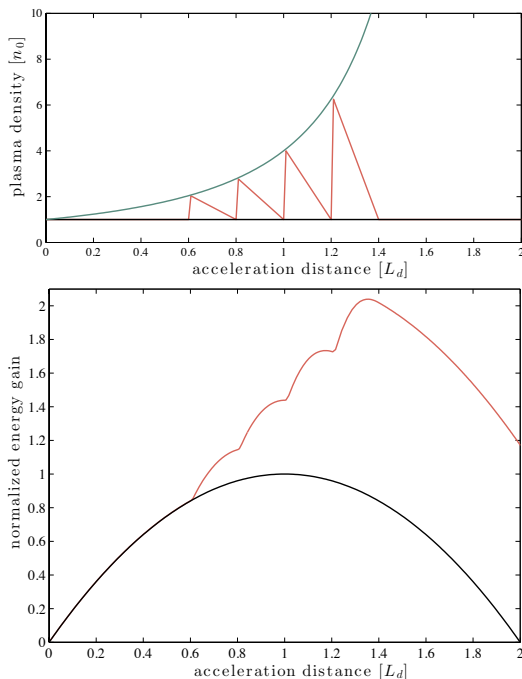 10
8
6
4
2
0
plasma density [n0]
0 0.2 0.4 0.6 0.8 1 1.2 1.4 1.6 1.8 2
acceleration distance [Ld]
2
1.8
1.6
1.4
1.2
1
0.8
0.6
0.4
0.2
0
normalized energy gain
0 0.2 0.4 0.6 0.8 1 1.2 1.4 1.6 1.8 2
acceleration distance [Ld]